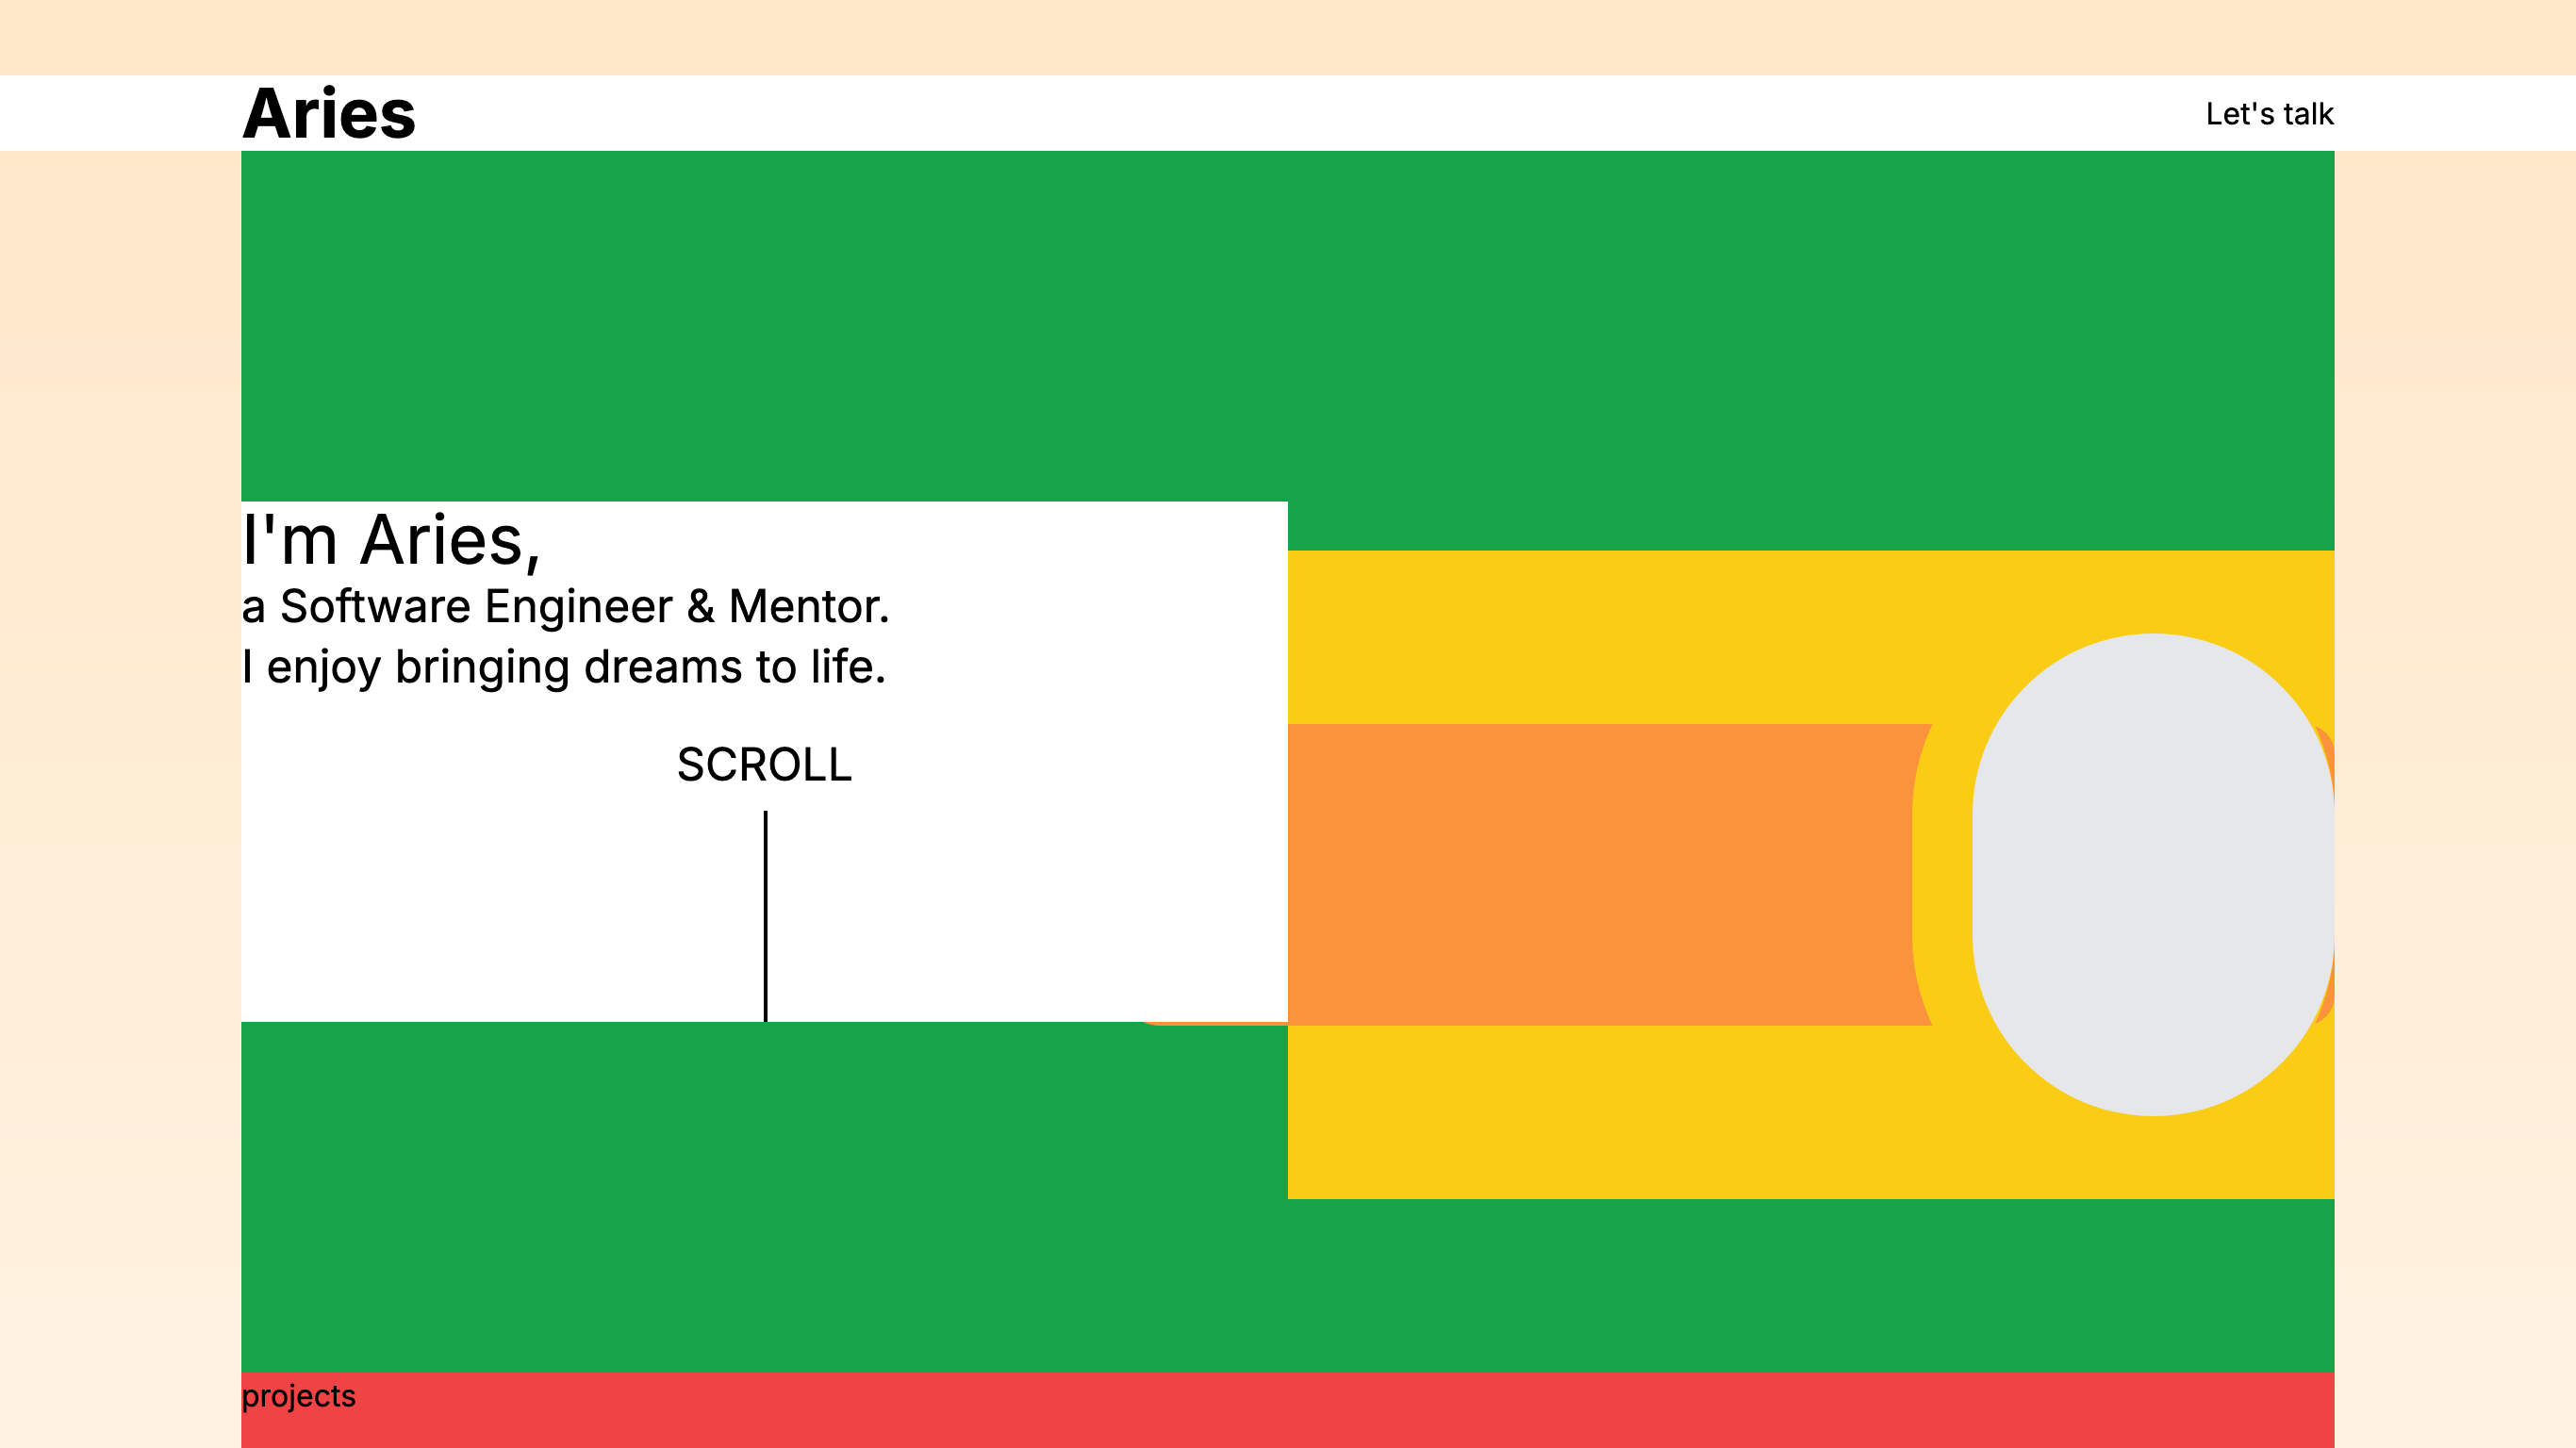 Aries
Let's talk
I'm Aries,
a Software Engineer & Mentor.
I enjoy bringing dreams to life.
SCROLL
projects